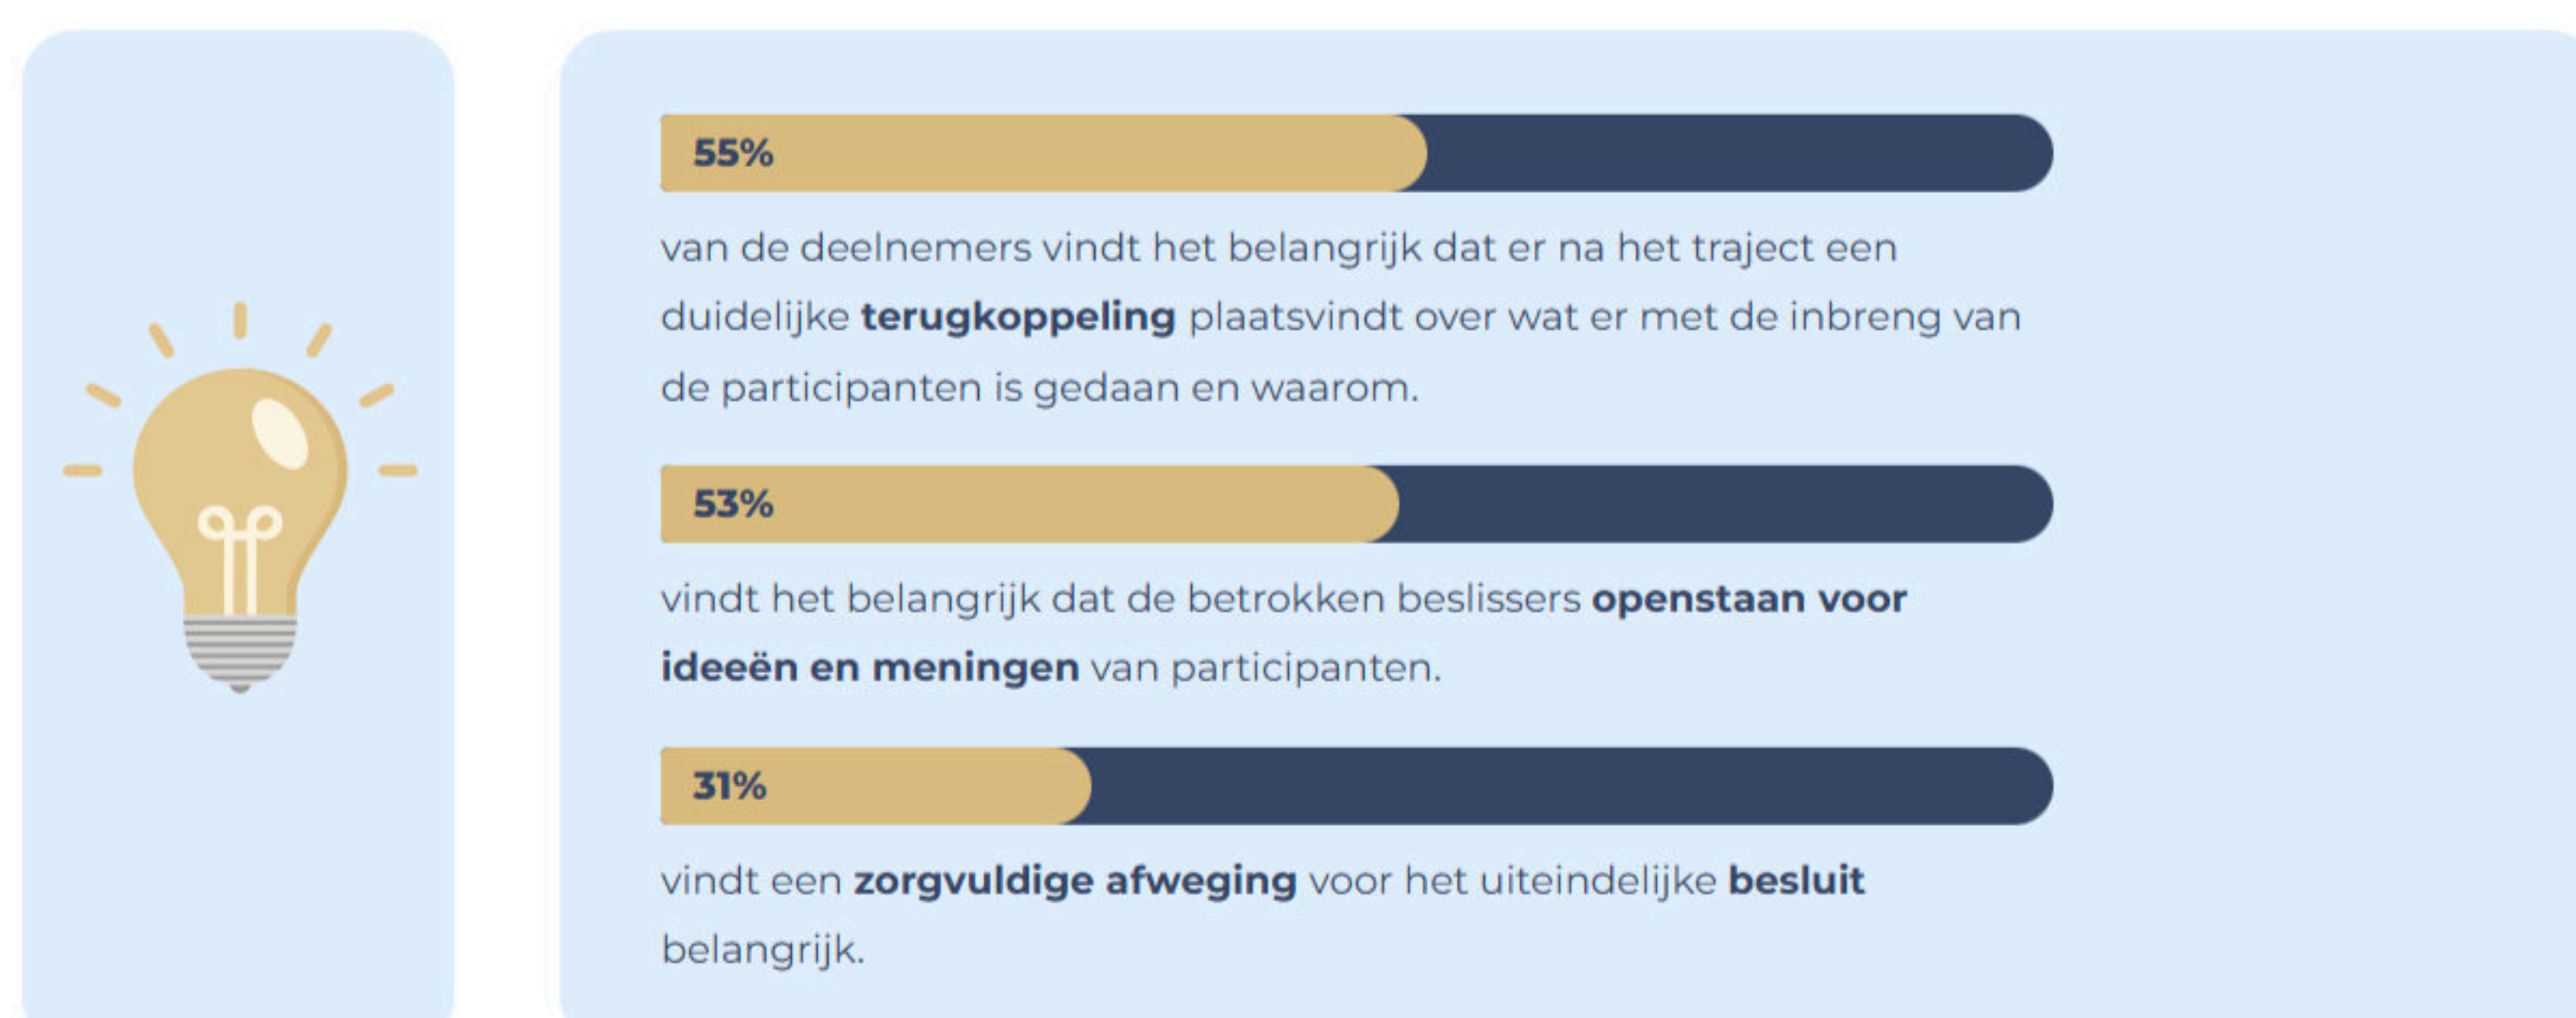 55%
van de deelnemers vindt het belangrijk dat er na het traject een
duidelijke terugkoppeling plaatsvindt over wat er met de inbreng van
de participanten is gedaan en waarom.
53%
vindt het belangrijk dat de betrokken beslissers openstaan voor
ideeën en meningen van participanten.
31%
vindt een zorgvuldige afweging voor het uiteindelijke besluit
belangrijk.